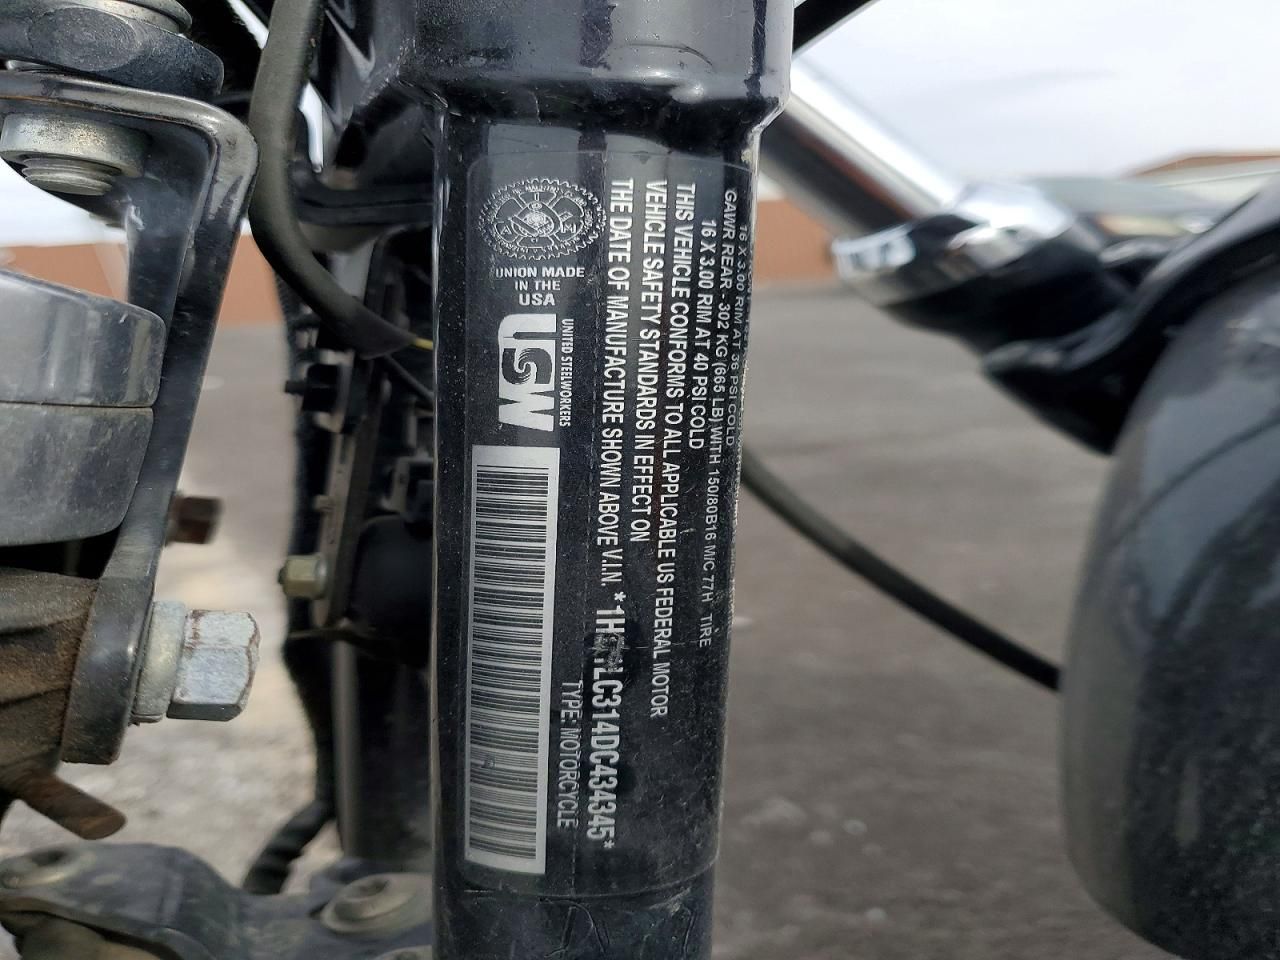 16 X 3.00 RIM AT 36 PSI COLD
GAWR REAR - 302 KG (665 LB) WITH 150/80B16 M/C 77H TIRE
16 X 3.00 RIM AT 40 PSI COLD
THIS VEHICLE CONFORMS TO ALL APPLICABLE US FEDERAL MOTOR
VEHICLE SAFETY STANDARDS IN EFFECT ON
THE DATE OF MANUFACTURE SHOWN ABOVE V.I.N.
TYPE: MOTORCYCLE
UNION MADE
IN THE
USA
USW
UNITED STEELWORKERS